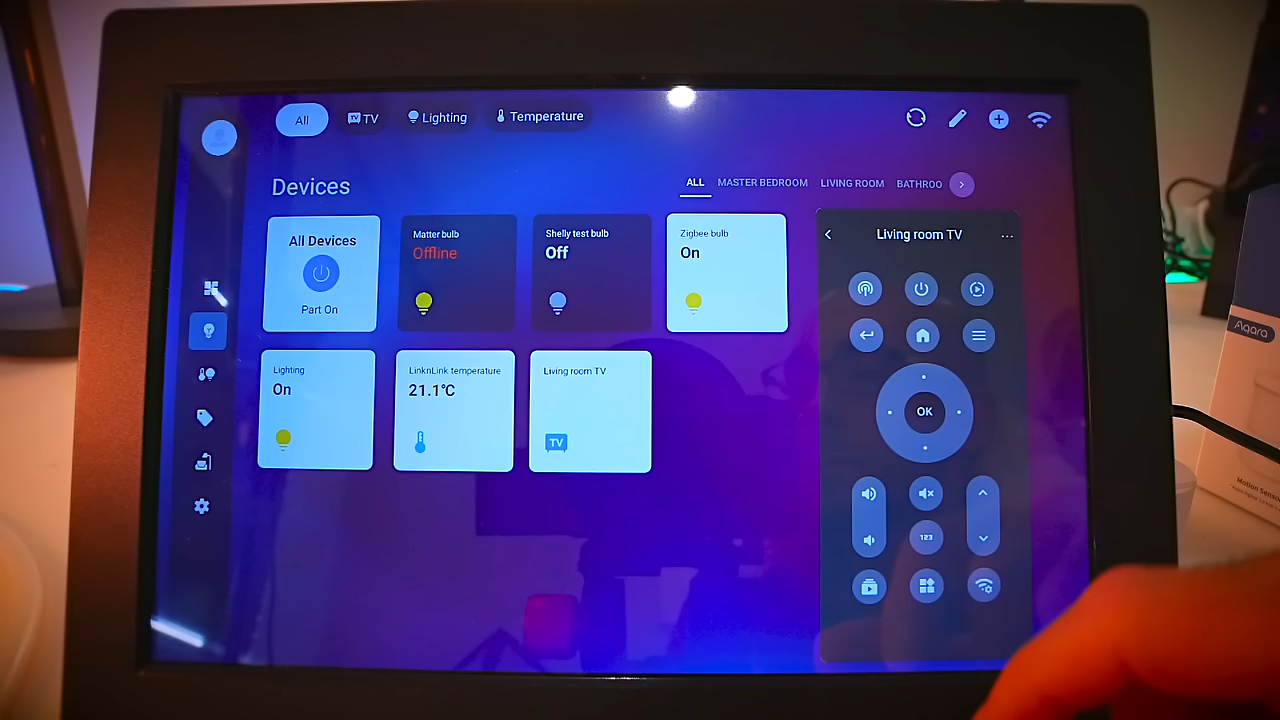 All
TV
Lighting
Temperature
Devices
ALL
MASTER BEDROOM
LIVING ROOM
BATHROO
All Devices
Part On
Matter bulb
Offline
Shelly test bulb
Off
Zigbee bulb
On
Lighting
On
LinknLink temperature
21.1℃
Living room TV
TV
Living room TV
OK
123
Aqara
Motion Senso